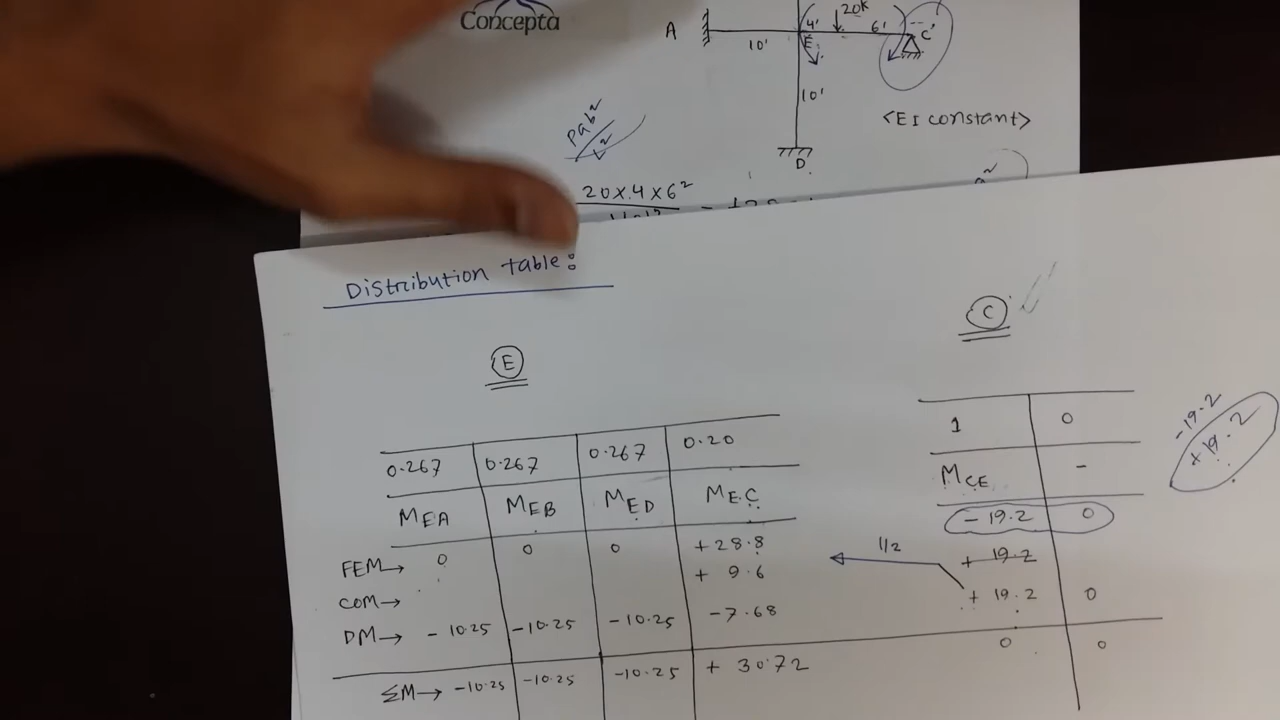 Concepta
A
10'
4'
20k
6'
E
C
10'
<EI constant>
D
Pab²
20 x 4 x 6²
Distribution table:
E
C
0.267 0.267 0.267 0.20
MEA MEB MED MEC
FEM→ 0 0 0 +28.8
COM→ + 9.6
DM→ -10.25 -10.25 -10.25 -7.68
ΣM→ -10.25 -10.25 -10.25 + 30.72
1 0
MCE -
-19.2 0
+ 19.2
1/2
+ 19.2 0
0 0
-19.2
+19.2